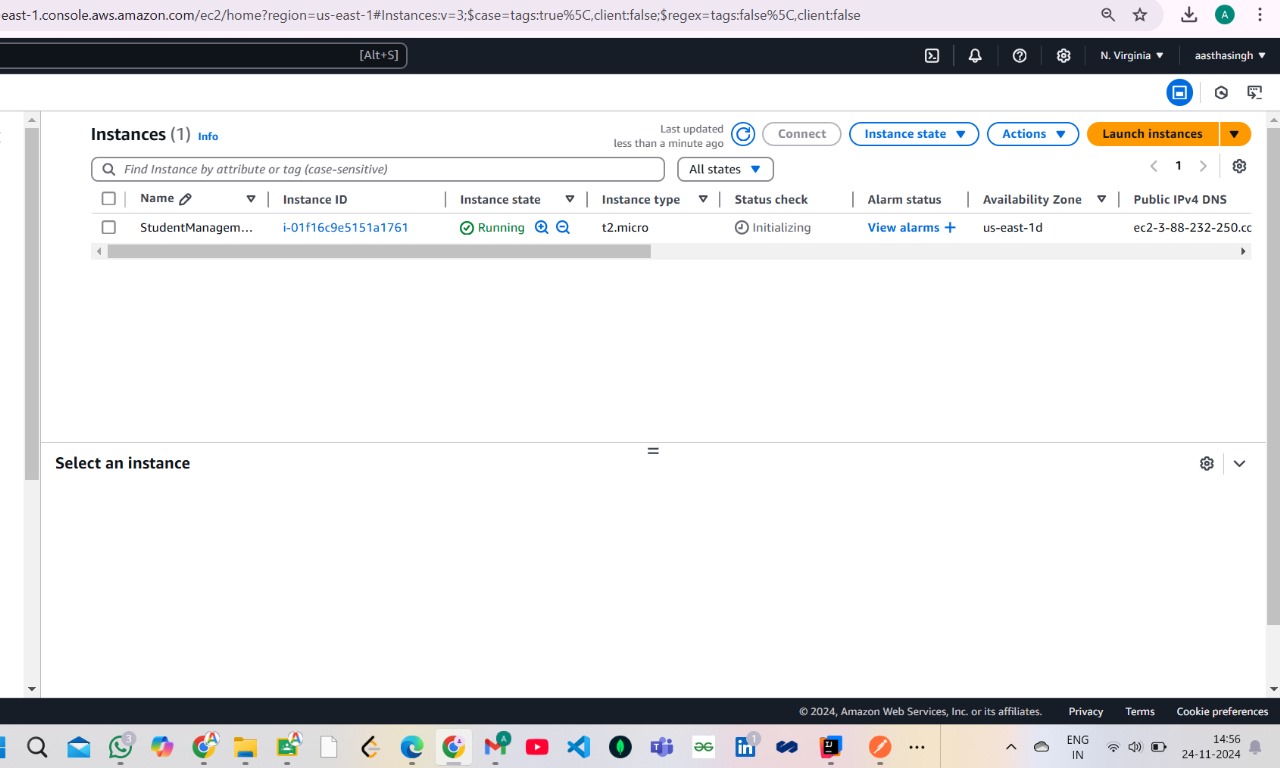 east-1.console.aws.amazon.com/ec2/home?region=us-east-1#Instances:v=3;$case=tags:true%5C,client:false;$regex=tags:false%5C,client:false
A
[Alt+S]
N. Virginia
aasthasingh
Instances (1) Info
Last updated
less than a minute ago
Connect
Instance state
Actions
Launch instances
Find Instance by attribute or tag (case-sensitive)
All states
1
Name Instance ID Instance state Instance type Status check Alarm status Availability Zone Public IPv4 DNS
StudentManagem... i-01f16c9e5151a1761 Running t2.micro Initializing View alarms + us-east-1d ec2-3-88-232-250.cc
Select an instance
© 2024, Amazon Web Services, Inc. or its affiliates. Privacy Terms Cookie preferences
3
A
A
A
1
ENG
IN
14:56
24-11-2024